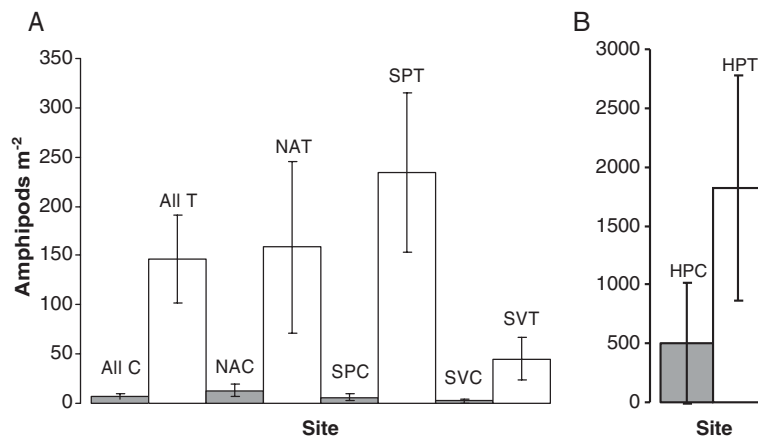 A
Amphipods m⁻²
350
300
250
200
150
100
50
0
All C
All T
NAC
NAT
SPC
SPT
SVC
SVT
Site
B
3000
2500
2000
1500
1000
500
0
HPC
HPT
Site